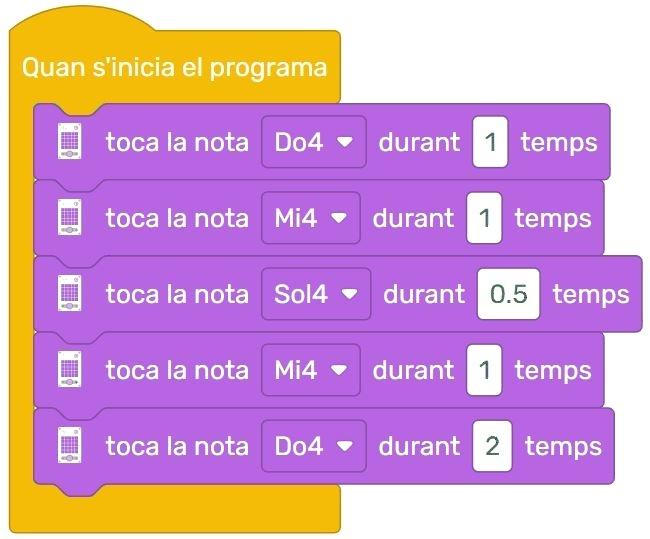 Quan s'inicia el programa
toca la nota Do4 durant 1 temps
toca la nota Mi4 durant 1 temps
toca la nota Sol4 durant 0.5 temps
toca la nota Mi4 durant 1 temps
toca la nota Do4 durant 2 temps